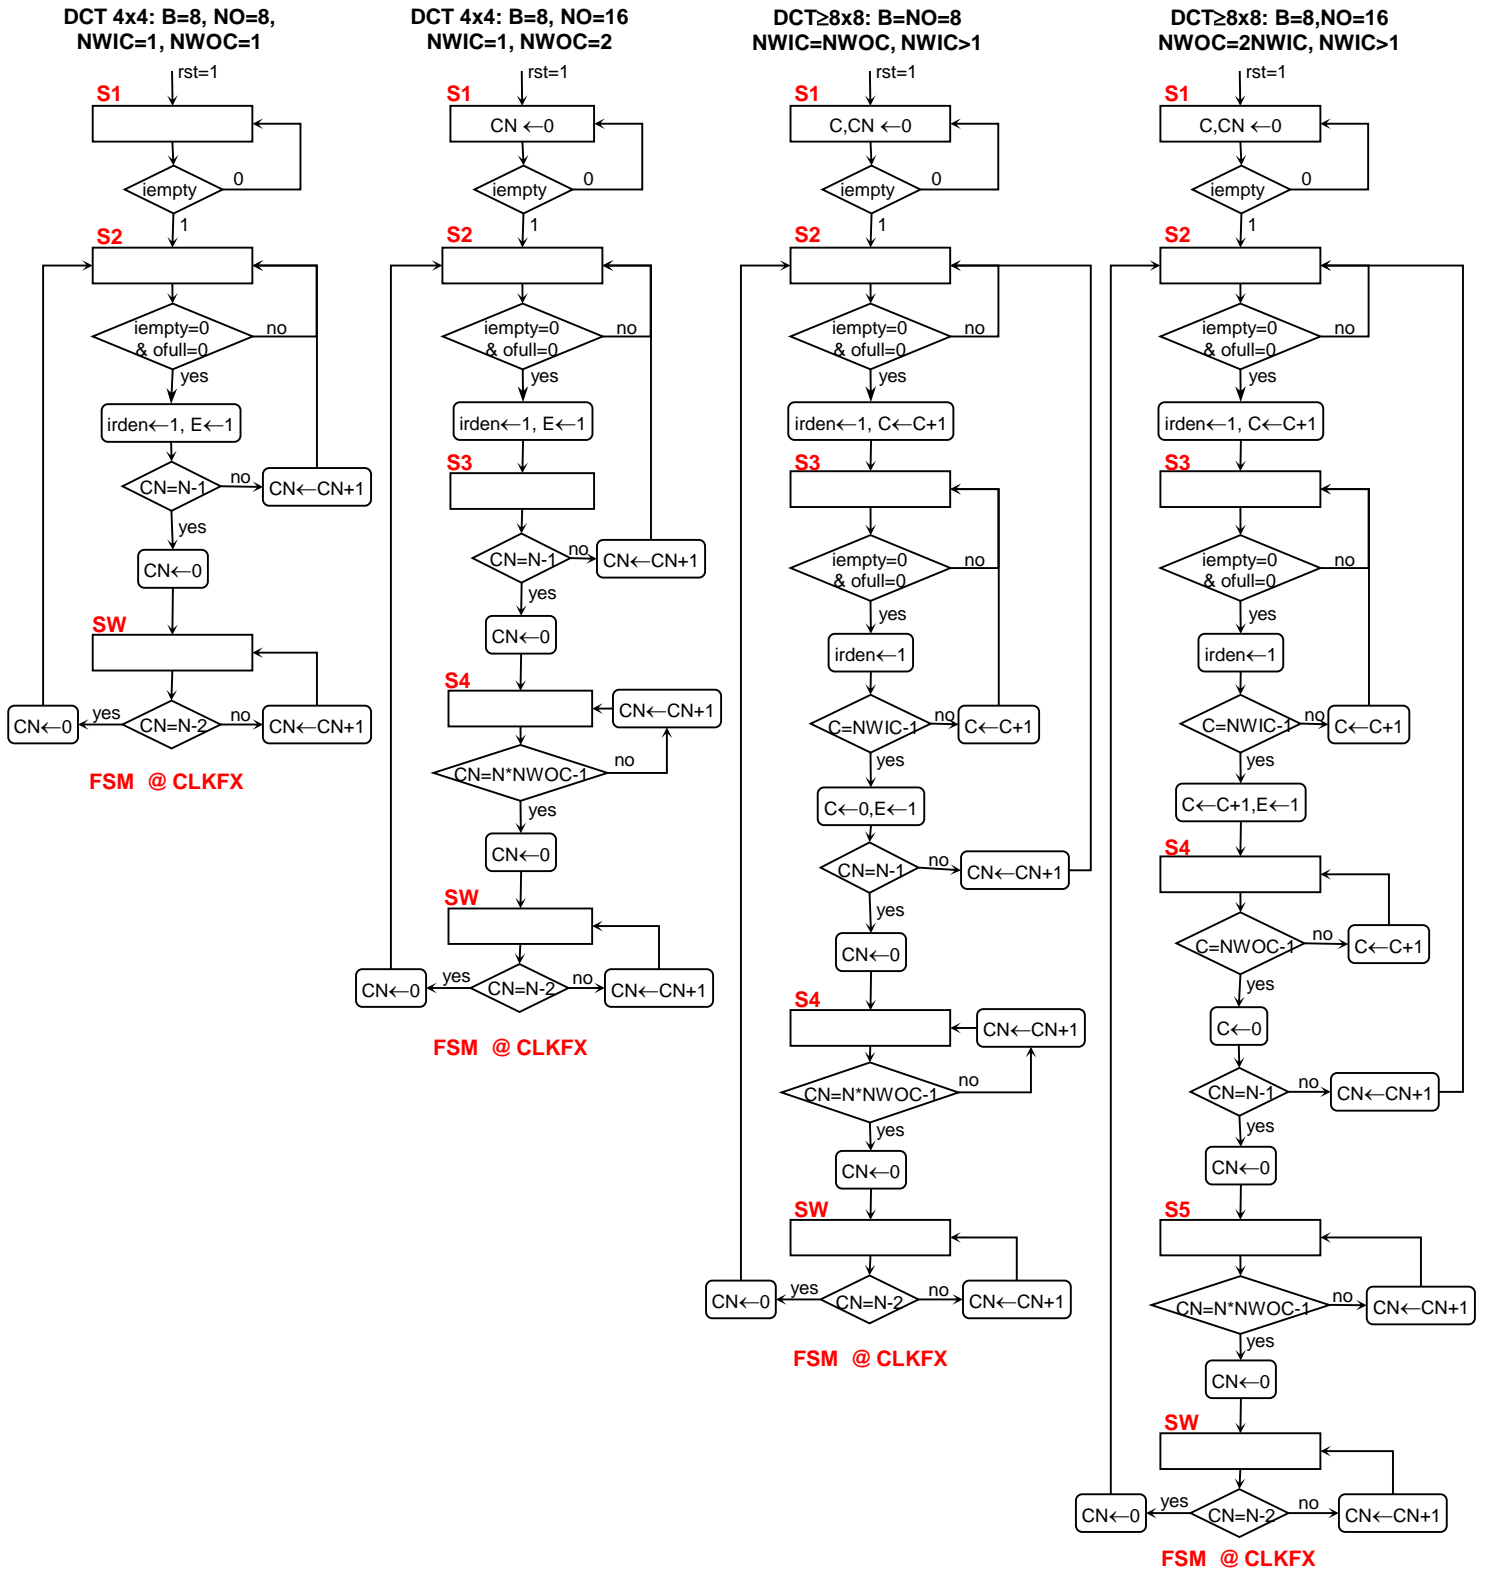 DCT 4x4: B=8, NO=8,
NWIC=1, NWOC=1
rst=1
S1
iempty
0
1
S2
iempty=0
& ofull=0
no
yes
irden←1, E←1
CN=N-1
no
CN←CN+1
yes
CN←0
SW
CN=N-2
yes
CN←0
no
CN←CN+1
FSM @ CLKFX
DCT 4x4: B=8, NO=16
NWIC=1, NWOC=2
rst=1
S1
CN ←0
iempty
0
1
S2
iempty=0
& ofull=0
no
yes
irden←1, E←1
S3
CN=N-1
no
CN←CN+1
yes
CN←0
S4
CN←CN+1
CN=N*NWOC-1
no
yes
CN←0
SW
CN=N-2
yes
CN←0
no
CN←CN+1
FSM @ CLKFX
DCT≥8x8: B=NO=8
NWIC=NWOC, NWIC>1
rst=1
S1
C,CN ←0
iempty
0
1
S2
iempty=0
& ofull=0
no
yes
irden←1, C←C+1
S3
iempty=0
& ofull=0
no
yes
irden←1
C=NWIC-1
no
C←C+1
yes
C←0,E←1
CN=N-1
no
CN←CN+1
yes
CN←0
S4
CN←CN+1
CN=N*NWOC-1
no
yes
CN←0
SW
CN=N-2
yes
CN←0
no
CN←CN+1
FSM @ CLKFX
DCT≥8x8: B=8,NO=16
NWOC=2NWIC, NWIC>1
rst=1
S1
C,CN ←0
iempty
0
1
S2
iempty=0
& ofull=0
no
yes
irden←1, C←C+1
S3
iempty=0
& ofull=0
no
yes
irden←1
C=NWIC-1
no
C←C+1
yes
C←C+1,E←1
S4
C=NWOC-1
no
C←C+1
yes
C←0
CN=N-1
no
CN←CN+1
yes
CN←0
S5
CN=N*NWOC-1
no
CN←CN+1
yes
CN←0
SW
CN=N-2
yes
CN←0
no
CN←CN+1
FSM @ CLKFX